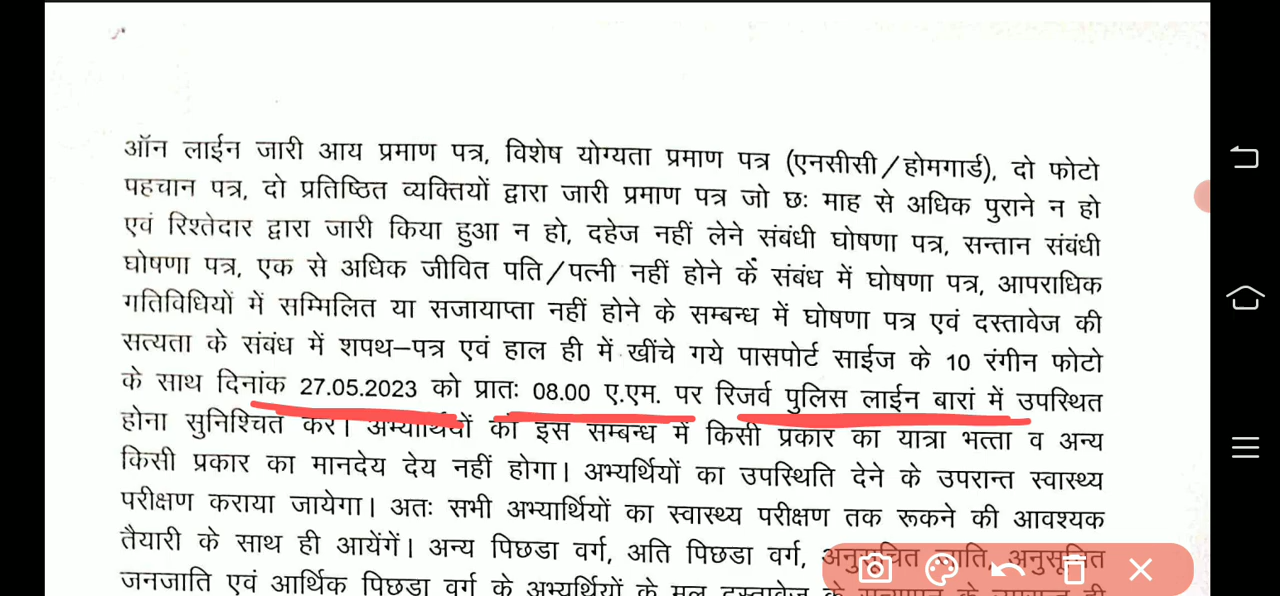 ऑन लाईन जारी आय प्रमाण पत्र, विशेष योग्यता प्रमाण पत्र (एनसीसी/होमगार्ड), दो फोटो
पहचान पत्र, दो प्रतिष्ठित व्यक्तियों द्वारा जारी प्रमाण पत्र जो छः माह से अधिक पुराने न हो
एवं रिश्तेदार द्वारा जारी किया हुआ न हो, दहेज नहीं लेने संबंधी घोषणा पत्र, सन्तान संबंधी
घोषणा पत्र, एक से अधिक जीवित पति/पत्नी नहीं होने कें संबंध में घोषणा पत्र, आपराधिक
गतिविधियों में सम्मिलित या सजायाप्ता नहीं होने के सम्बन्ध में घोषणा पत्र एवं दस्तावेज की
सत्यता के संबंध में शपथ–पत्र एवं हाल ही में खींचे गये पासपोर्ट साईज के 10 रंगीन फोटो
के साथ दिनांक 27.05.2023 को प्रातः 08.00 ए.एम. पर रिजर्व पुलिस लाईन बारां में उपस्थित
होना सुनिश्चित करें। अभ्यार्थियों को इस सम्बन्ध में किसी प्रकार का यात्रा भत्ता व अन्य
किसी प्रकार का मानदेय देय नहीं होगा। अभ्यर्थियों का उपस्थिति देने के उपरान्त स्वास्थ्य
परीक्षण कराया जायेगा। अतः सभी अभ्यार्थियों का स्वास्थ्य परीक्षण तक रूकने की आवश्यक
तैयारी के साथ ही आयेंगें। अन्य पिछडा वर्ग, अति पिछडा वर्ग, अनुसूचित जाति, अनुसूचित
जनजाति एवं आर्थिक पिछडा वर्ग के अभ्यर्थियों के मूल दस्तावेज के सत्यापन के उपरान्त ही